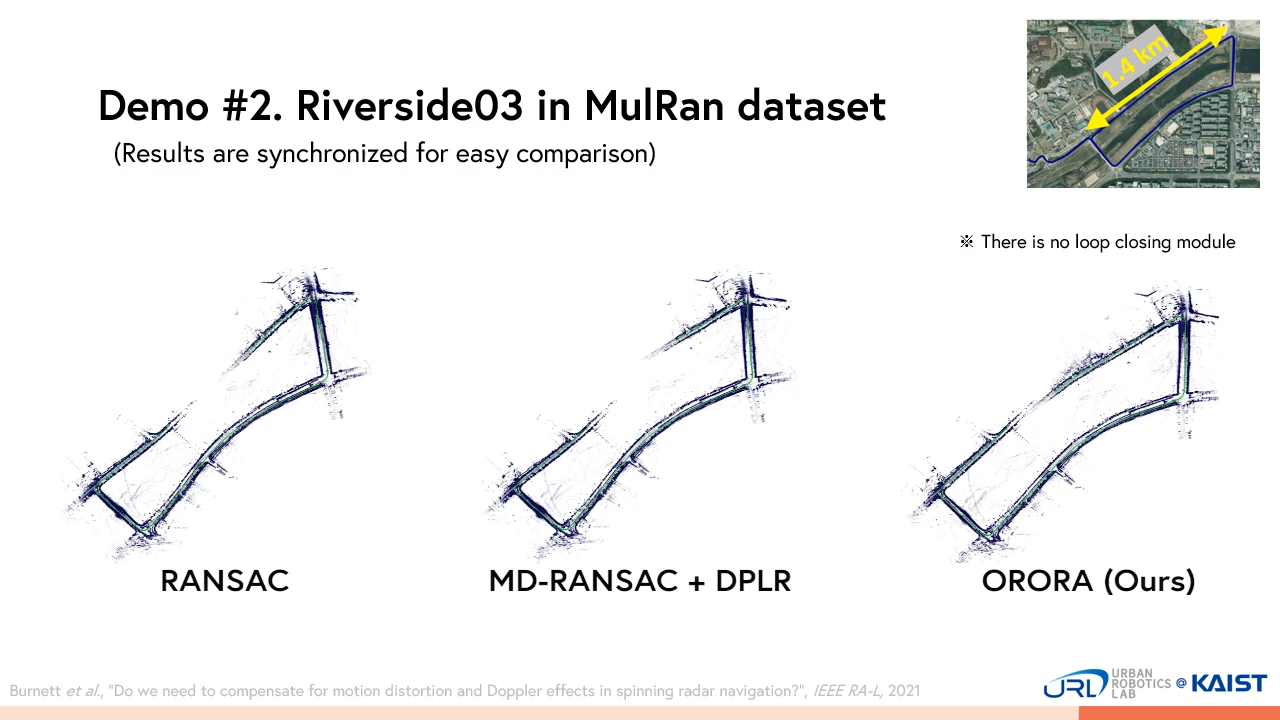 1.4 km
Demo #2. Riverside03 in MulRan dataset
(Results are synchronized for easy comparison)
※ There is no loop closing module
RANSAC
MD-RANSAC + DPLR
ORORA (Ours)
Burnett et al., "Do we need to compensate for motion distortion and Doppler effects in spinning radar navigation?", IEEE RA-L, 2021
URL
URBAN
ROBOTICS
LAB
@ KAIST